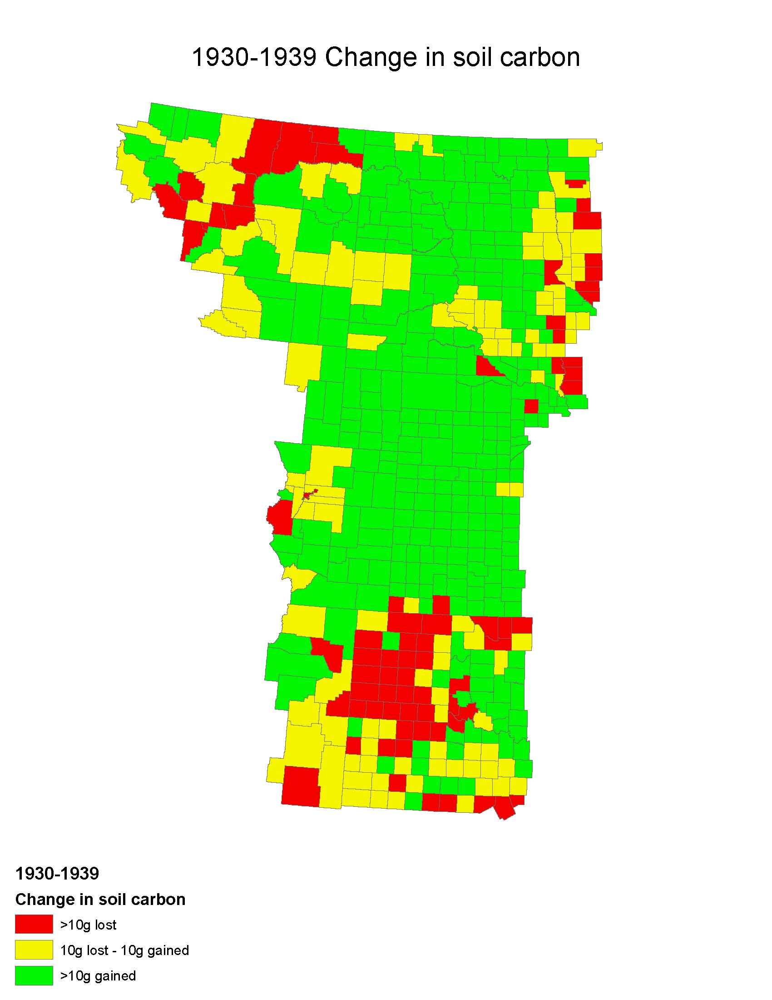 1930-1939 Change in soil carbon
1930-1939
Change in soil carbon
>10g lost
10g lost - 10g gained
>10g gained